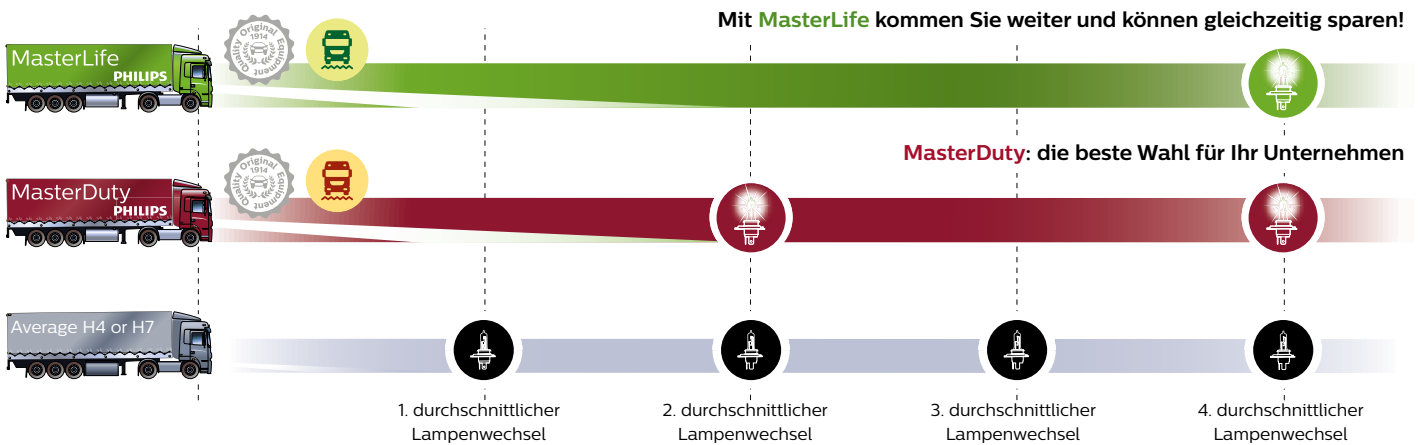 Mit MasterLife kommen Sie weiter und können gleichzeitig sparen!
MasterLife
PHILIPS
Quality Original Equipment
1914
MasterDuty: die beste Wahl für Ihr Unternehmen
MasterDuty
PHILIPS
Quality Original Equipment
1914
Average H4 or H7
1. durchschnittlicher
Lampenwechsel
2. durchschnittlicher
Lampenwechsel
3. durchschnittlicher
Lampenwechsel
4. durchschnittlicher
Lampenwechsel